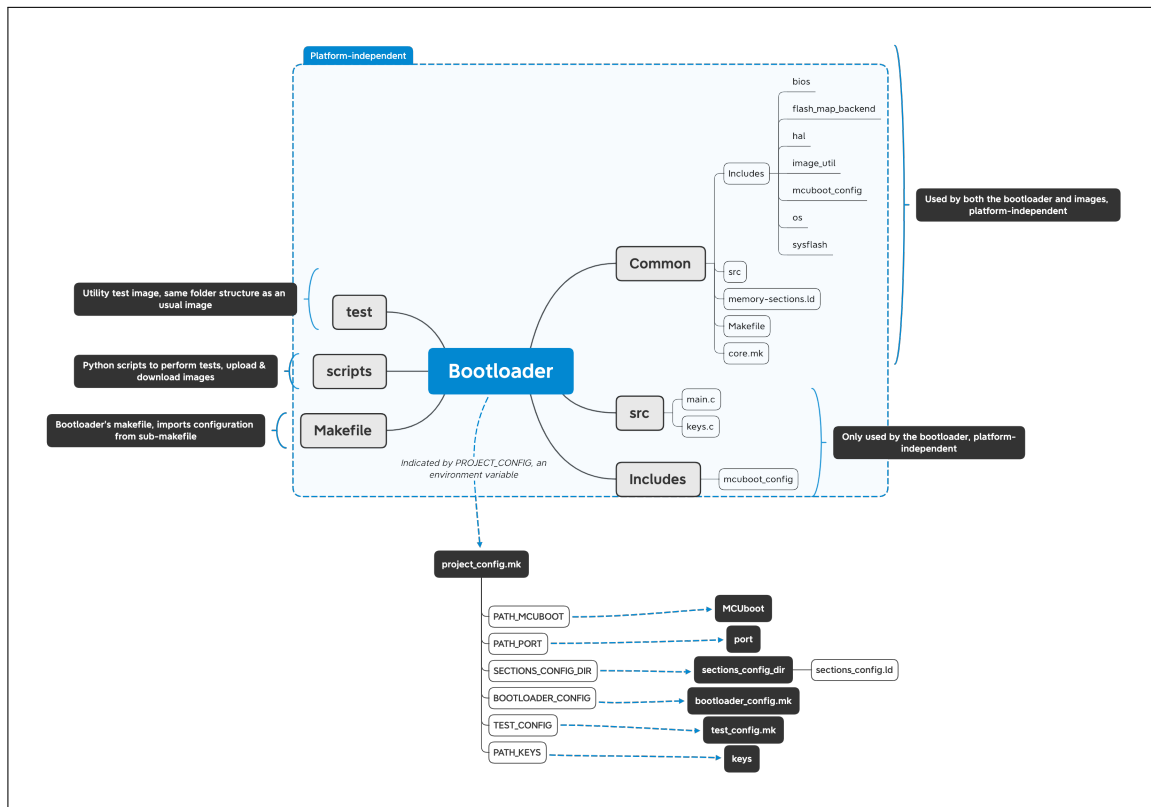 Platform-independent
bios
flash_map_backend
hal
image_util
mcuboot_config
os
sysflash
Includes
Used by both the bootloader and images,
platform-independent
Common
src
memory-sections.ld
Makefile
core.mk
Utility test image, same folder structure as an
usual image
test
Python scripts to perform tests, upload &
download images
scripts
Bootloader's makefile, imports configuration
from sub-makefile
Makefile
Bootloader
src
main.c
keys.c
Only used by the bootloader, platform-
independent
Includes
mcuboot_config
Indicated by PROJECT_CONFIG, an
environment variable
project_config.mk
PATH_MCUBOOT
MCUboot
PATH_PORT
port
SECTIONS_CONFIG_DIR
sections_config_dir
sections_config.ld
BOOTLOADER_CONFIG
bootloader_config.mk
TEST_CONFIG
test_config.mk
PATH_KEYS
keys